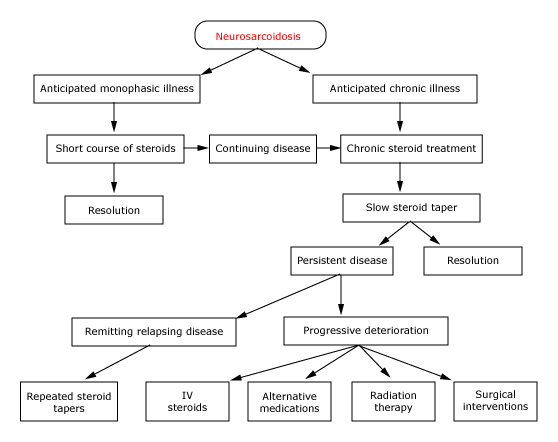 Neurosarcoidosis
Anticipated monophasic illness
Anticipated chronic illness
Short course of steroids
Continuing disease
Chronic steroid treatment
Resolution
Slow steroid taper
Persistent disease
Resolution
Remitting relapsing disease
Progressive deterioration
Repeated steroid
tapers
IV
steroids
Alternative
medications
Radiation
therapy
Surgical
interventions